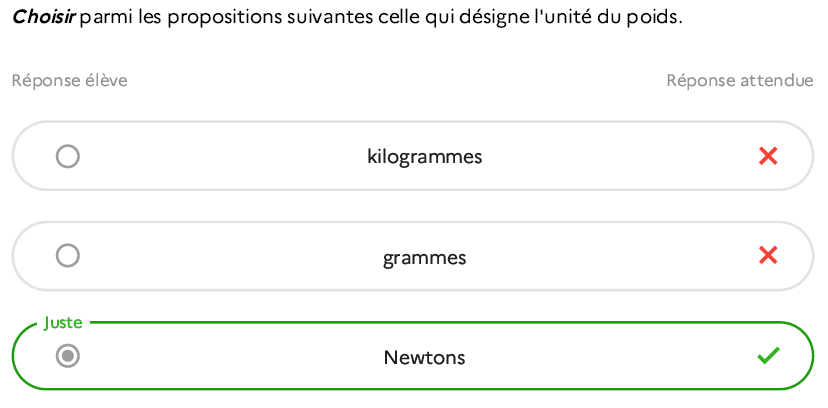 Choisir parmi les propositions suivantes celle qui désigne l'unité du poids.
Réponse élève Réponse attendue
kilogrammes
grammes
Juste
Newtons